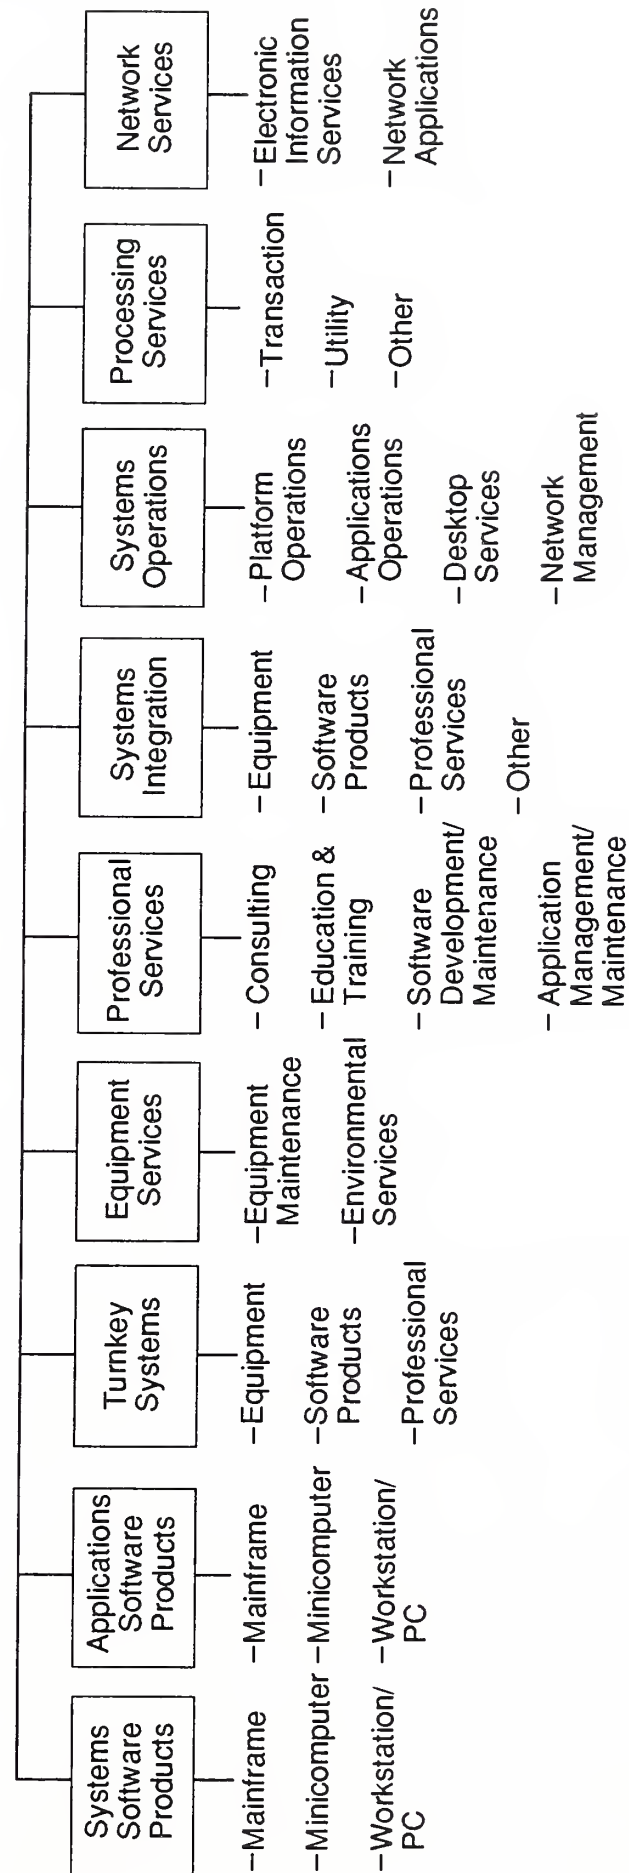 Systems
Software
Products
–Mainframe
–Minicomputer
–Workstation/
PC
Applications
Software
Products
–Mainframe
–Minicomputer
–Workstation/
PC
Turnkey
Systems
–Equipment
–Software
Products
–Professional
Services
Equipment
Services
–Equipment
Maintenance
–Environmental
Services
Professional
Services
–Consulting
–Education &
Training
–Software
Development/
Maintenance
–Application
Management/
Maintenance
Systems
Integration
–Equipment
–Software
Products
–Professional
Services
–Other
Systems
Operations
–Platform
Operations
–Applications
Operations
–Desktop
Services
–Network
Management
Processing
Services
–Transaction
–Utility
–Other
Network
Services
–Electronic
Information
Services
–Network
Applications